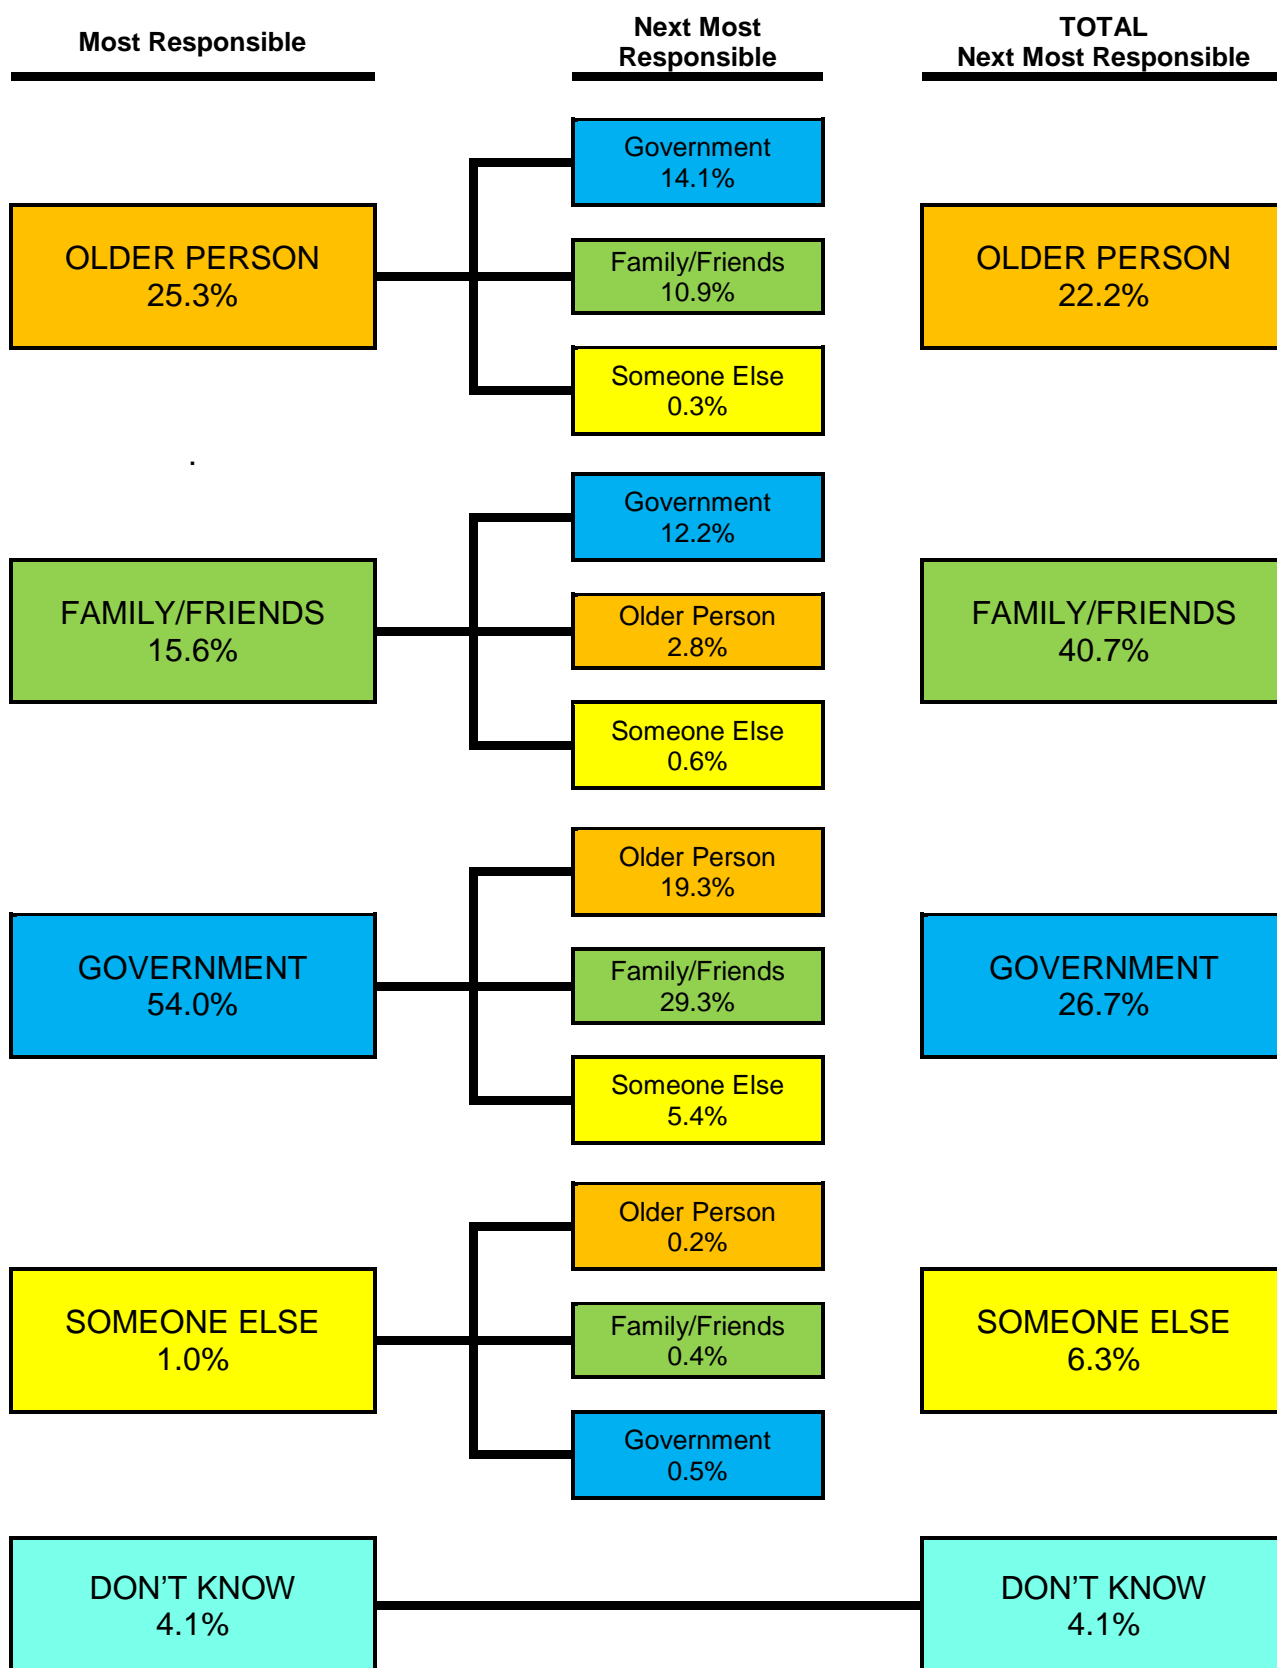 Most Responsible
Next Most
Responsible
TOTAL
Next Most Responsible
OLDER PERSON
25.3%
Government
14.1%
Family/Friends
10.9%
Someone Else
0.3%
OLDER PERSON
22.2%
.
FAMILY/FRIENDS
15.6%
Government
12.2%
Older Person
2.8%
Someone Else
0.6%
FAMILY/FRIENDS
40.7%
GOVERNMENT
54.0%
Older Person
19.3%
Family/Friends
29.3%
Someone Else
5.4%
GOVERNMENT
26.7%
SOMEONE ELSE
1.0%
Older Person
0.2%
Family/Friends
0.4%
Government
0.5%
SOMEONE ELSE
6.3%
DON'T KNOW
4.1%
DON'T KNOW
4.1%